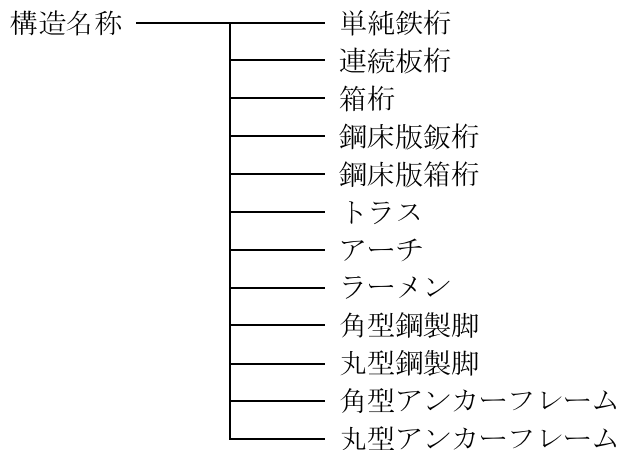 構造名称
単純鉄桁
連続板桁
箱桁
鋼床版鈑桁
鋼床版箱桁
トラス
アーチ
ラーメン
角型鋼製脚
丸型鋼製脚
角型アンカーフレーム
丸型アンカーフレーム